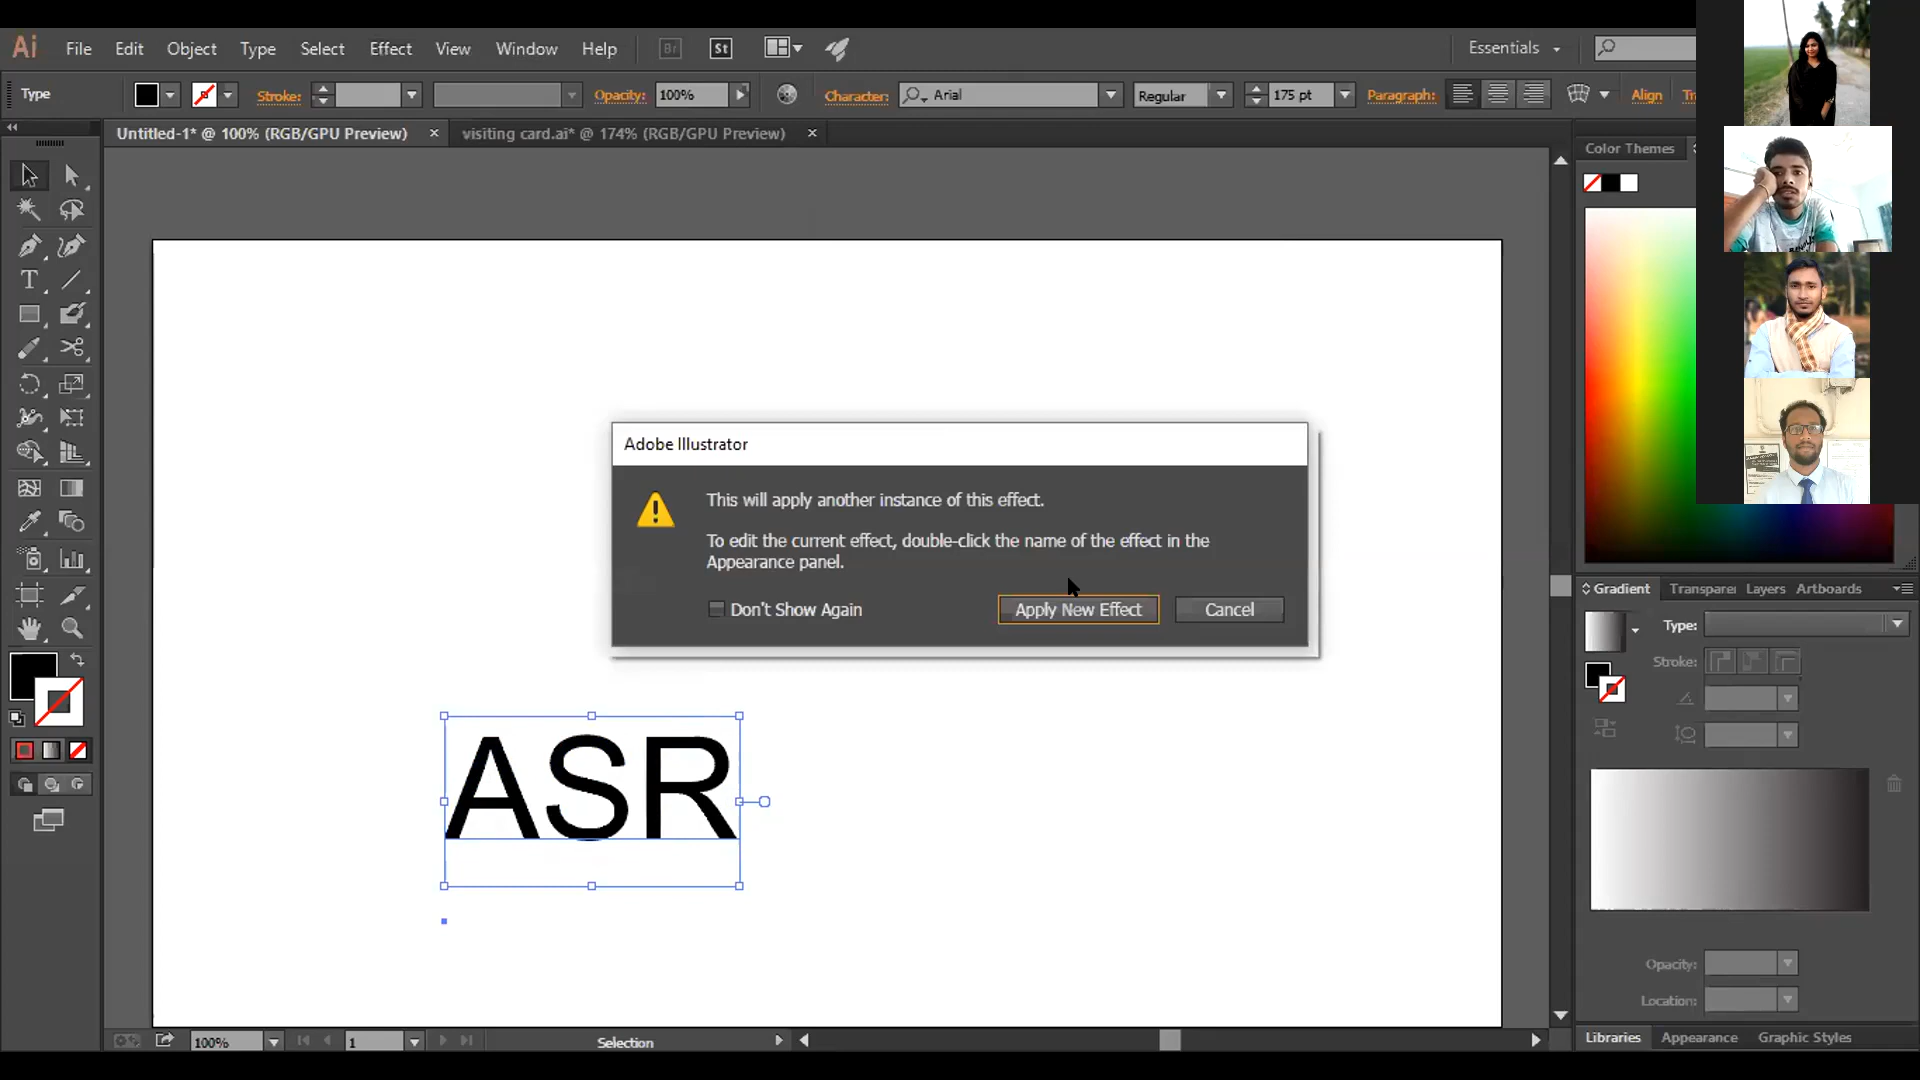 Ai File Edit Object Type Select Effect View Window Help Br St Essentials
Type Stroke: Opacity: 100% Character: Arial Regular 175 pt Paragraph: Align Tr
Untitled-1* @ 100% (RGB/GPU Preview) × visiting card.ai* @ 174% (RGB/GPU Preview) ×
Color Themes
Adobe Illustrator
This will apply another instance of this effect.
To edit the current effect, double-click the name of the effect in the
Appearance panel.
Don't Show Again Apply New Effect Cancel
ASR
Gradient Transparer Layers Artboards
Type:
Stroke:
Opacity:
Location:
100% 1 Selection
Libraries Appearance Graphic Styles